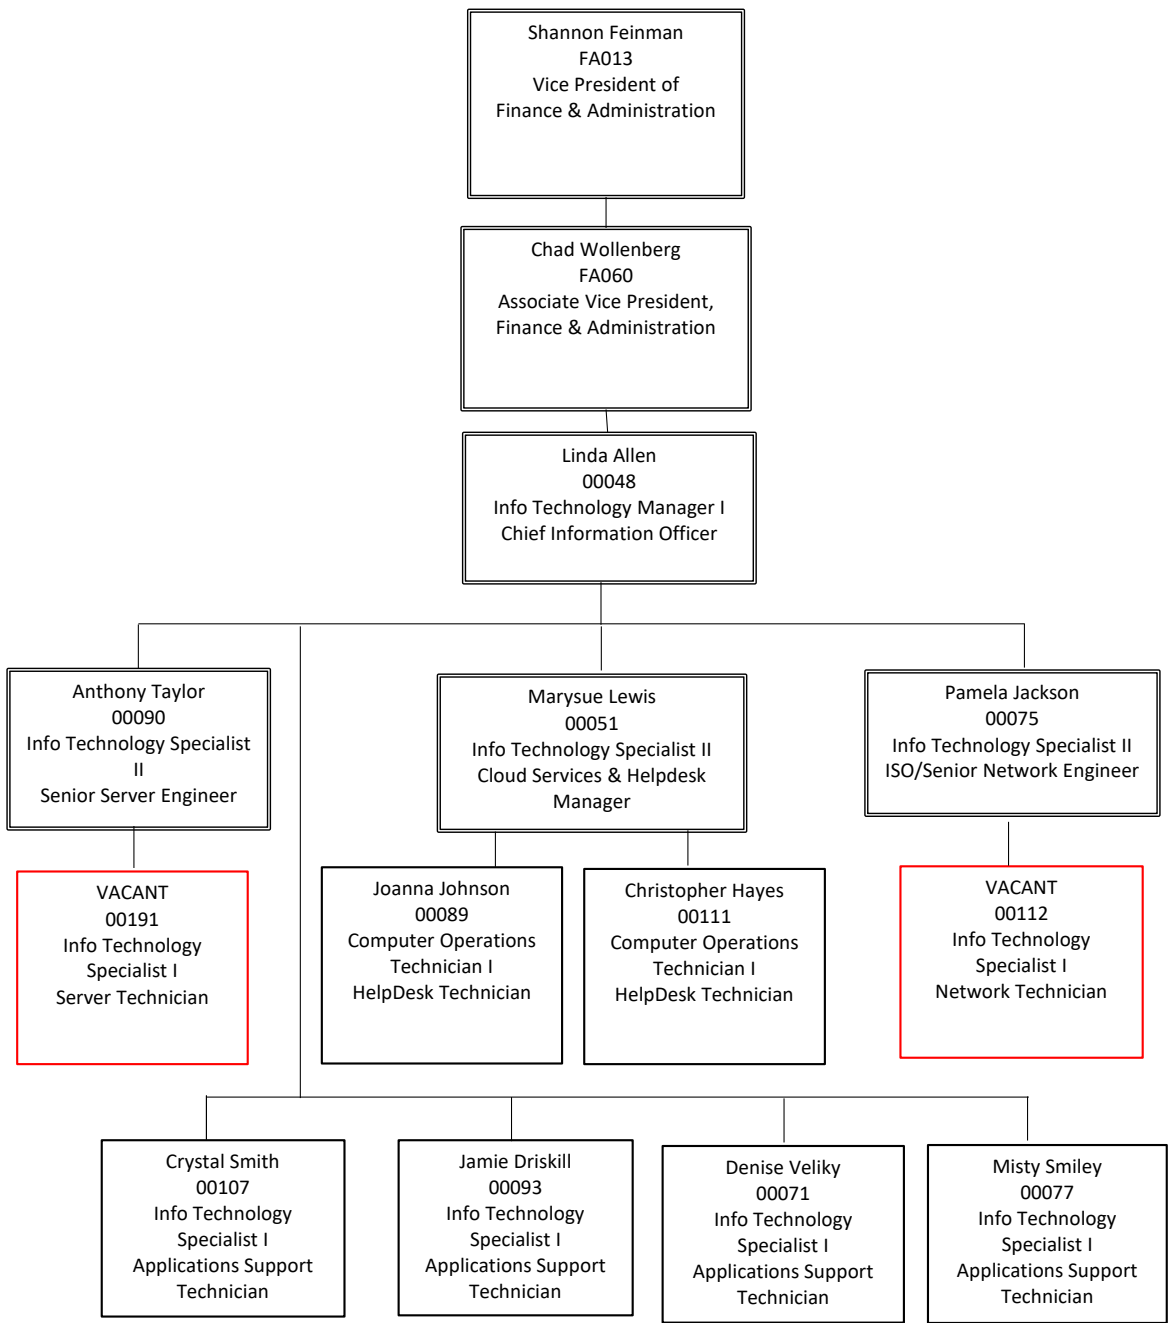 Shannon Feinman
FA013
Vice President of
Finance & Administration
Chad Wollenberg
FA060
Associate Vice President,
Finance & Administration
Linda Allen
00048
Info Technology Manager I
Chief Information Officer
Anthony Taylor
00090
Info Technology Specialist
II
Senior Server Engineer
Marysue Lewis
00051
Info Technology Specialist II
Cloud Services & Helpdesk
Manager
Pamela Jackson
00075
Info Technology Specialist II
ISO/Senior Network Engineer
VACANT
00191
Info Technology
Specialist I
Server Technician
Joanna Johnson
00089
Computer Operations
Technician I
HelpDesk Technician
Christopher Hayes
00111
Computer Operations
Technician I
HelpDesk Technician
VACANT
00112
Info Technology
Specialist I
Network Technician
Crystal Smith
00107
Info Technology
Specialist I
Applications Support
Technician
Jamie Driskill
00093
Info Technology
Specialist I
Applications Support
Technician
Denise Veliky
00071
Info Technology
Specialist I
Applications Support
Technician
Misty Smiley
00077
Info Technology
Specialist I
Applications Support
Technician